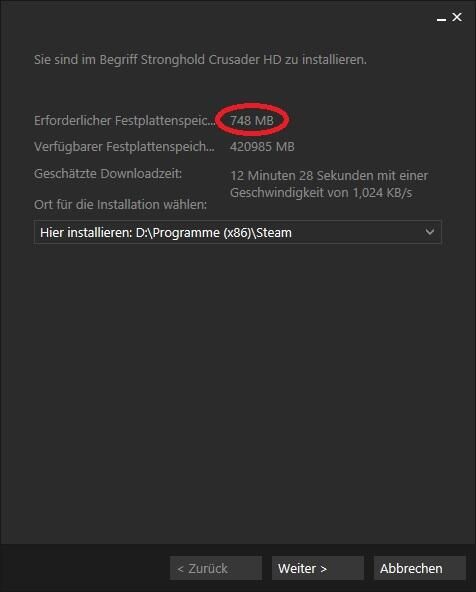 Sie sind im Begriff Stronghold Crusader HD zu installieren.
Erforderlicher Festplattenspeic... 748 MB
Verfügbarer Festplattenspeich... 420985 MB
Geschätzte Downloadzeit: 12 Minuten 28 Sekunden mit einer
Geschwindigkeit von 1,024 KB/s
Ort für die Installation wählen:
Hier installieren: D:\Programme (x86)\Steam
< Zurück Weiter > Abbrechen